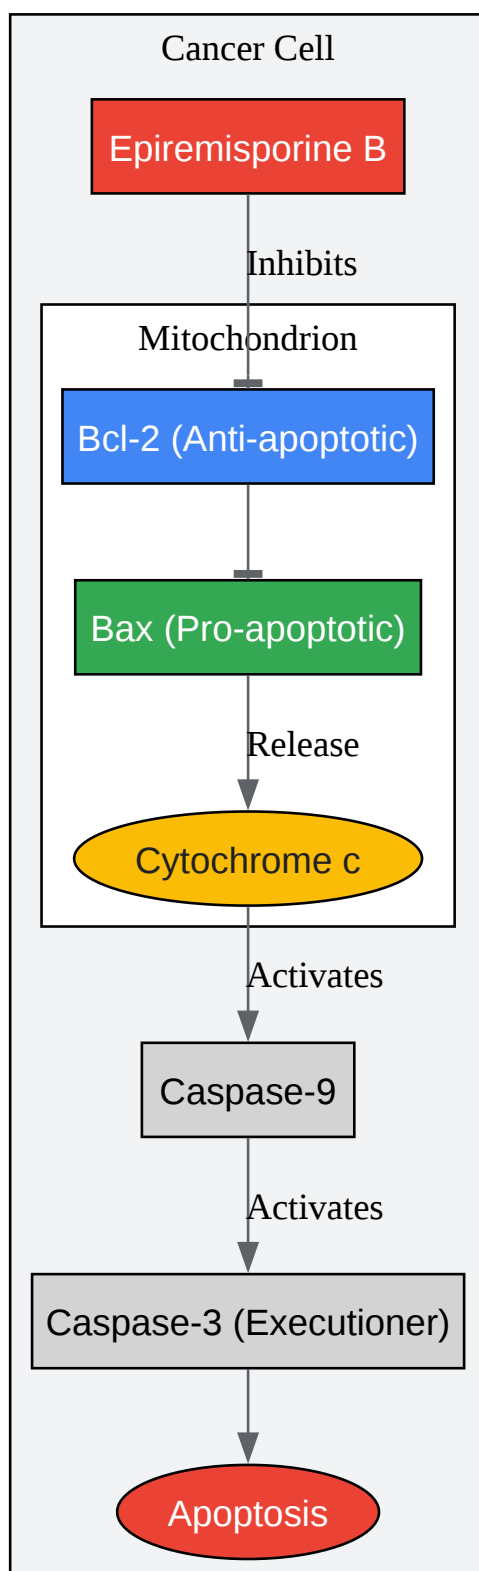 Cancer Cell
Epiremisporine B
Inhibits
Mitochondrion
Bcl-2 (Anti-apoptotic)
Bax (Pro-apoptotic)
Release
Cytochrome c
Activates
Caspase-9
Activates
Caspase-3 (Executioner)
Apoptosis